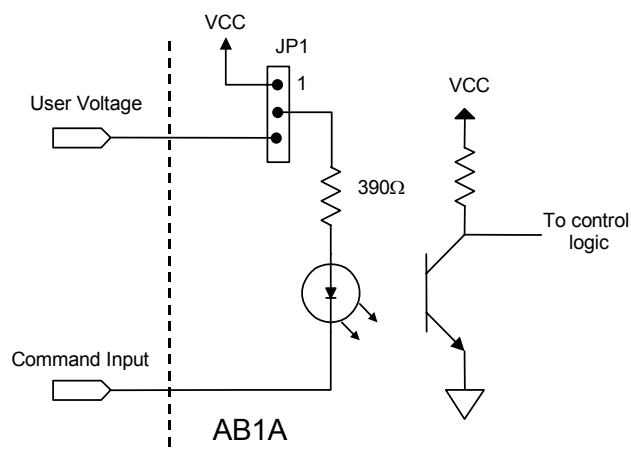 VCC
JP1
1
User Voltage
VCC
390Ω
To control
logic
Command Input
AB1A